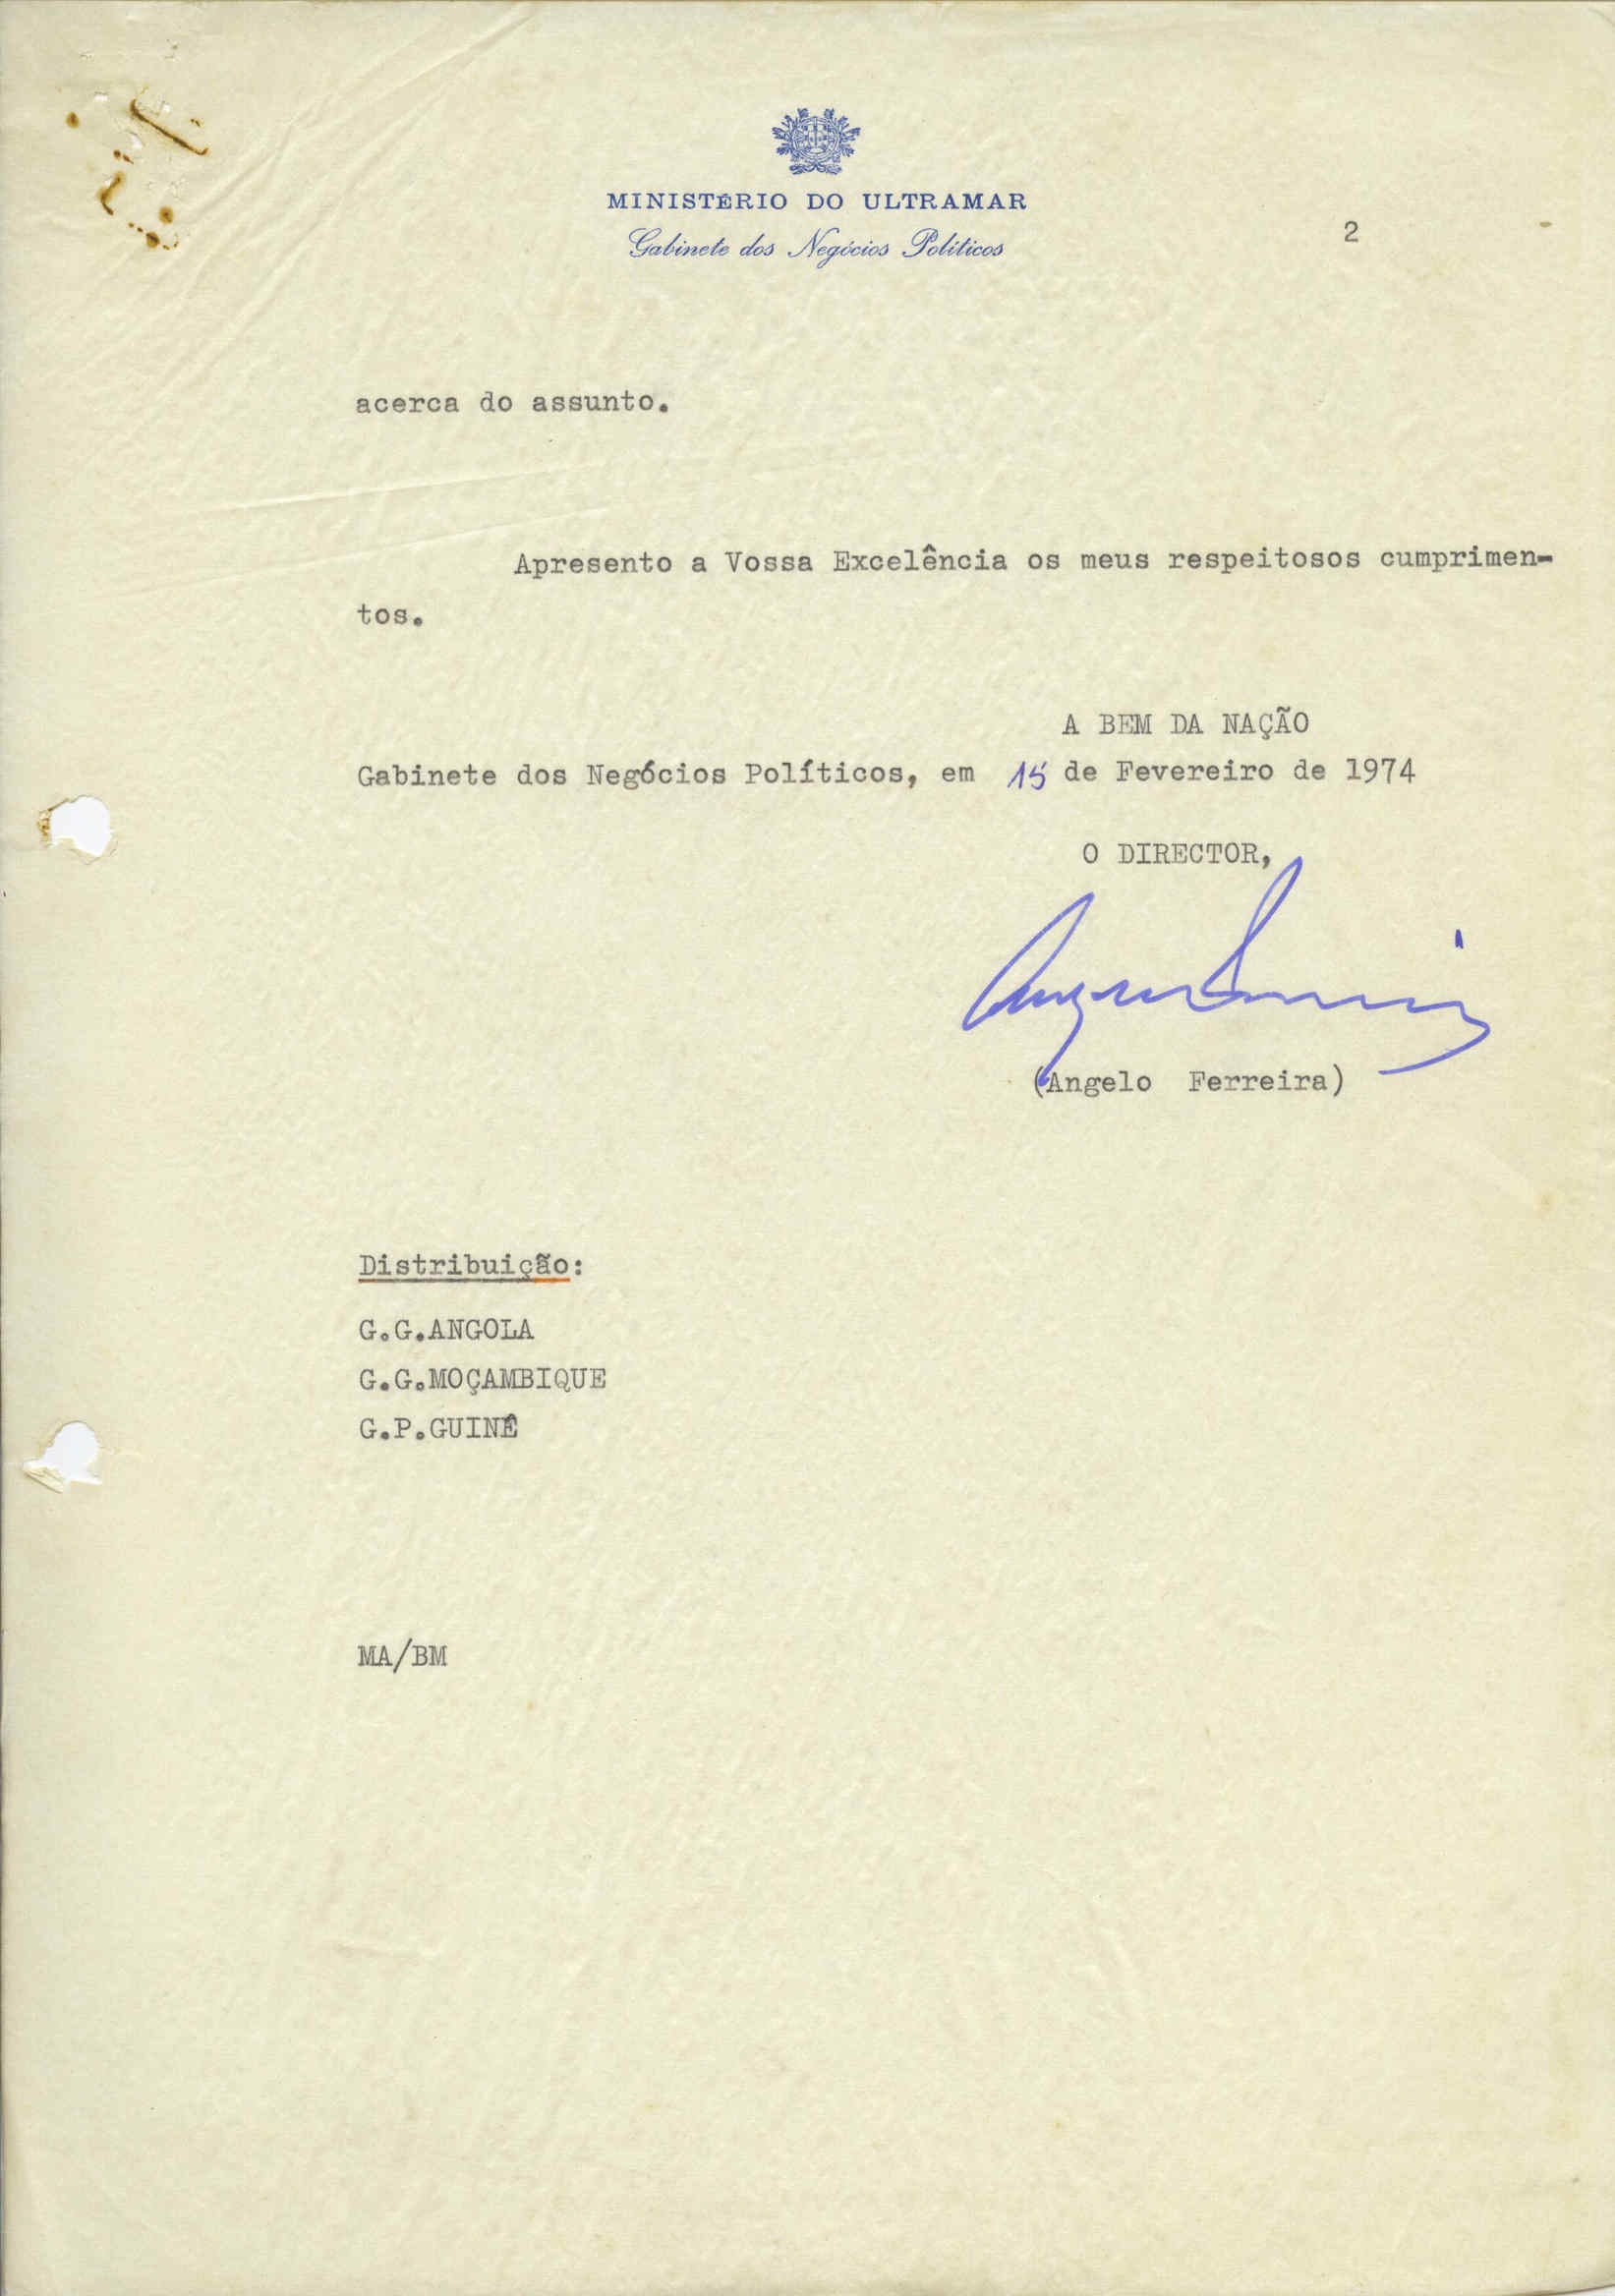 MINISTÉRIO DO ULTRAMAR
Gabinete dos Negócios Políticos
2
acerca do assunto.
Apresento a Vossa Excelência os meus respeitosos cumprimen-
tos.
A BEM DA NAÇÃO
Gabinete dos Negócios Políticos, em 15 de Fevereiro de 1974
O DIRECTOR,
(Angelo Ferreira)
Distribuição:
G.G.ANGOLA
G.G.MOÇAMBIQUE
G.P.GUINÊ
MA/BM